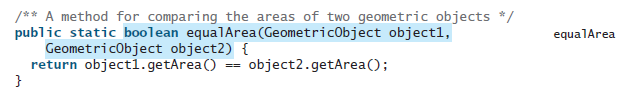 /** A method for comparing the areas of two geometric objects */
public static boolean equalArea(GeometricObject object1,
equalArea
GeometricObject object2) {
return object1.getArea() == object2.getArea();
}